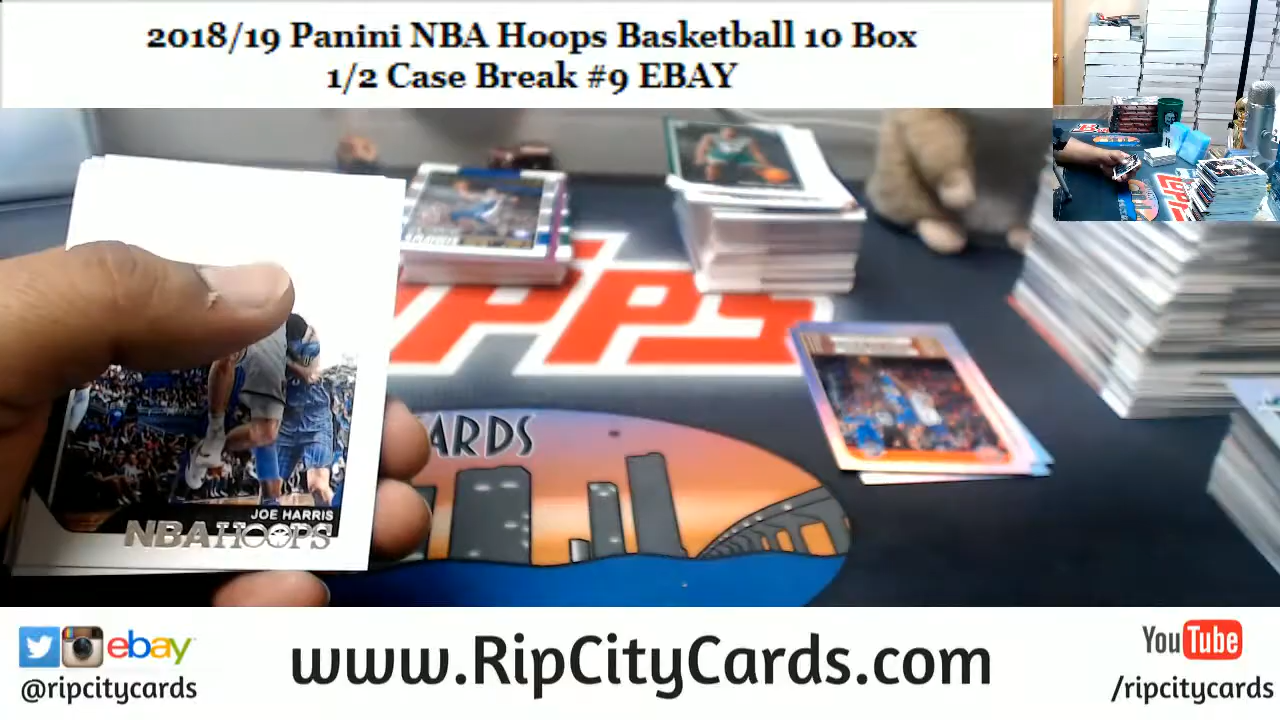 2018/19 Panini NBA Hoops Basketball 10 Box
1/2 Case Break #9 EBAY
ARDS
JOE HARRIS
NBA HOOPS
ebay
@ripcitycards
www.RipCityCards.com
YouTube
/ripcitycards